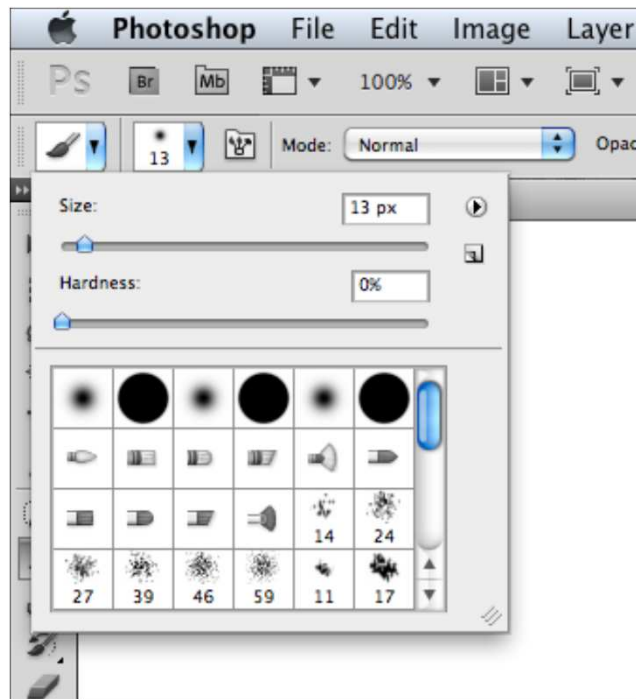 Photoshop File Edit Image Layer
Ps Br Mb 100%
13 Mode: Normal Opac
Size: 13 px
Hardness: 0%
14 24
27 39 46 59 11 17